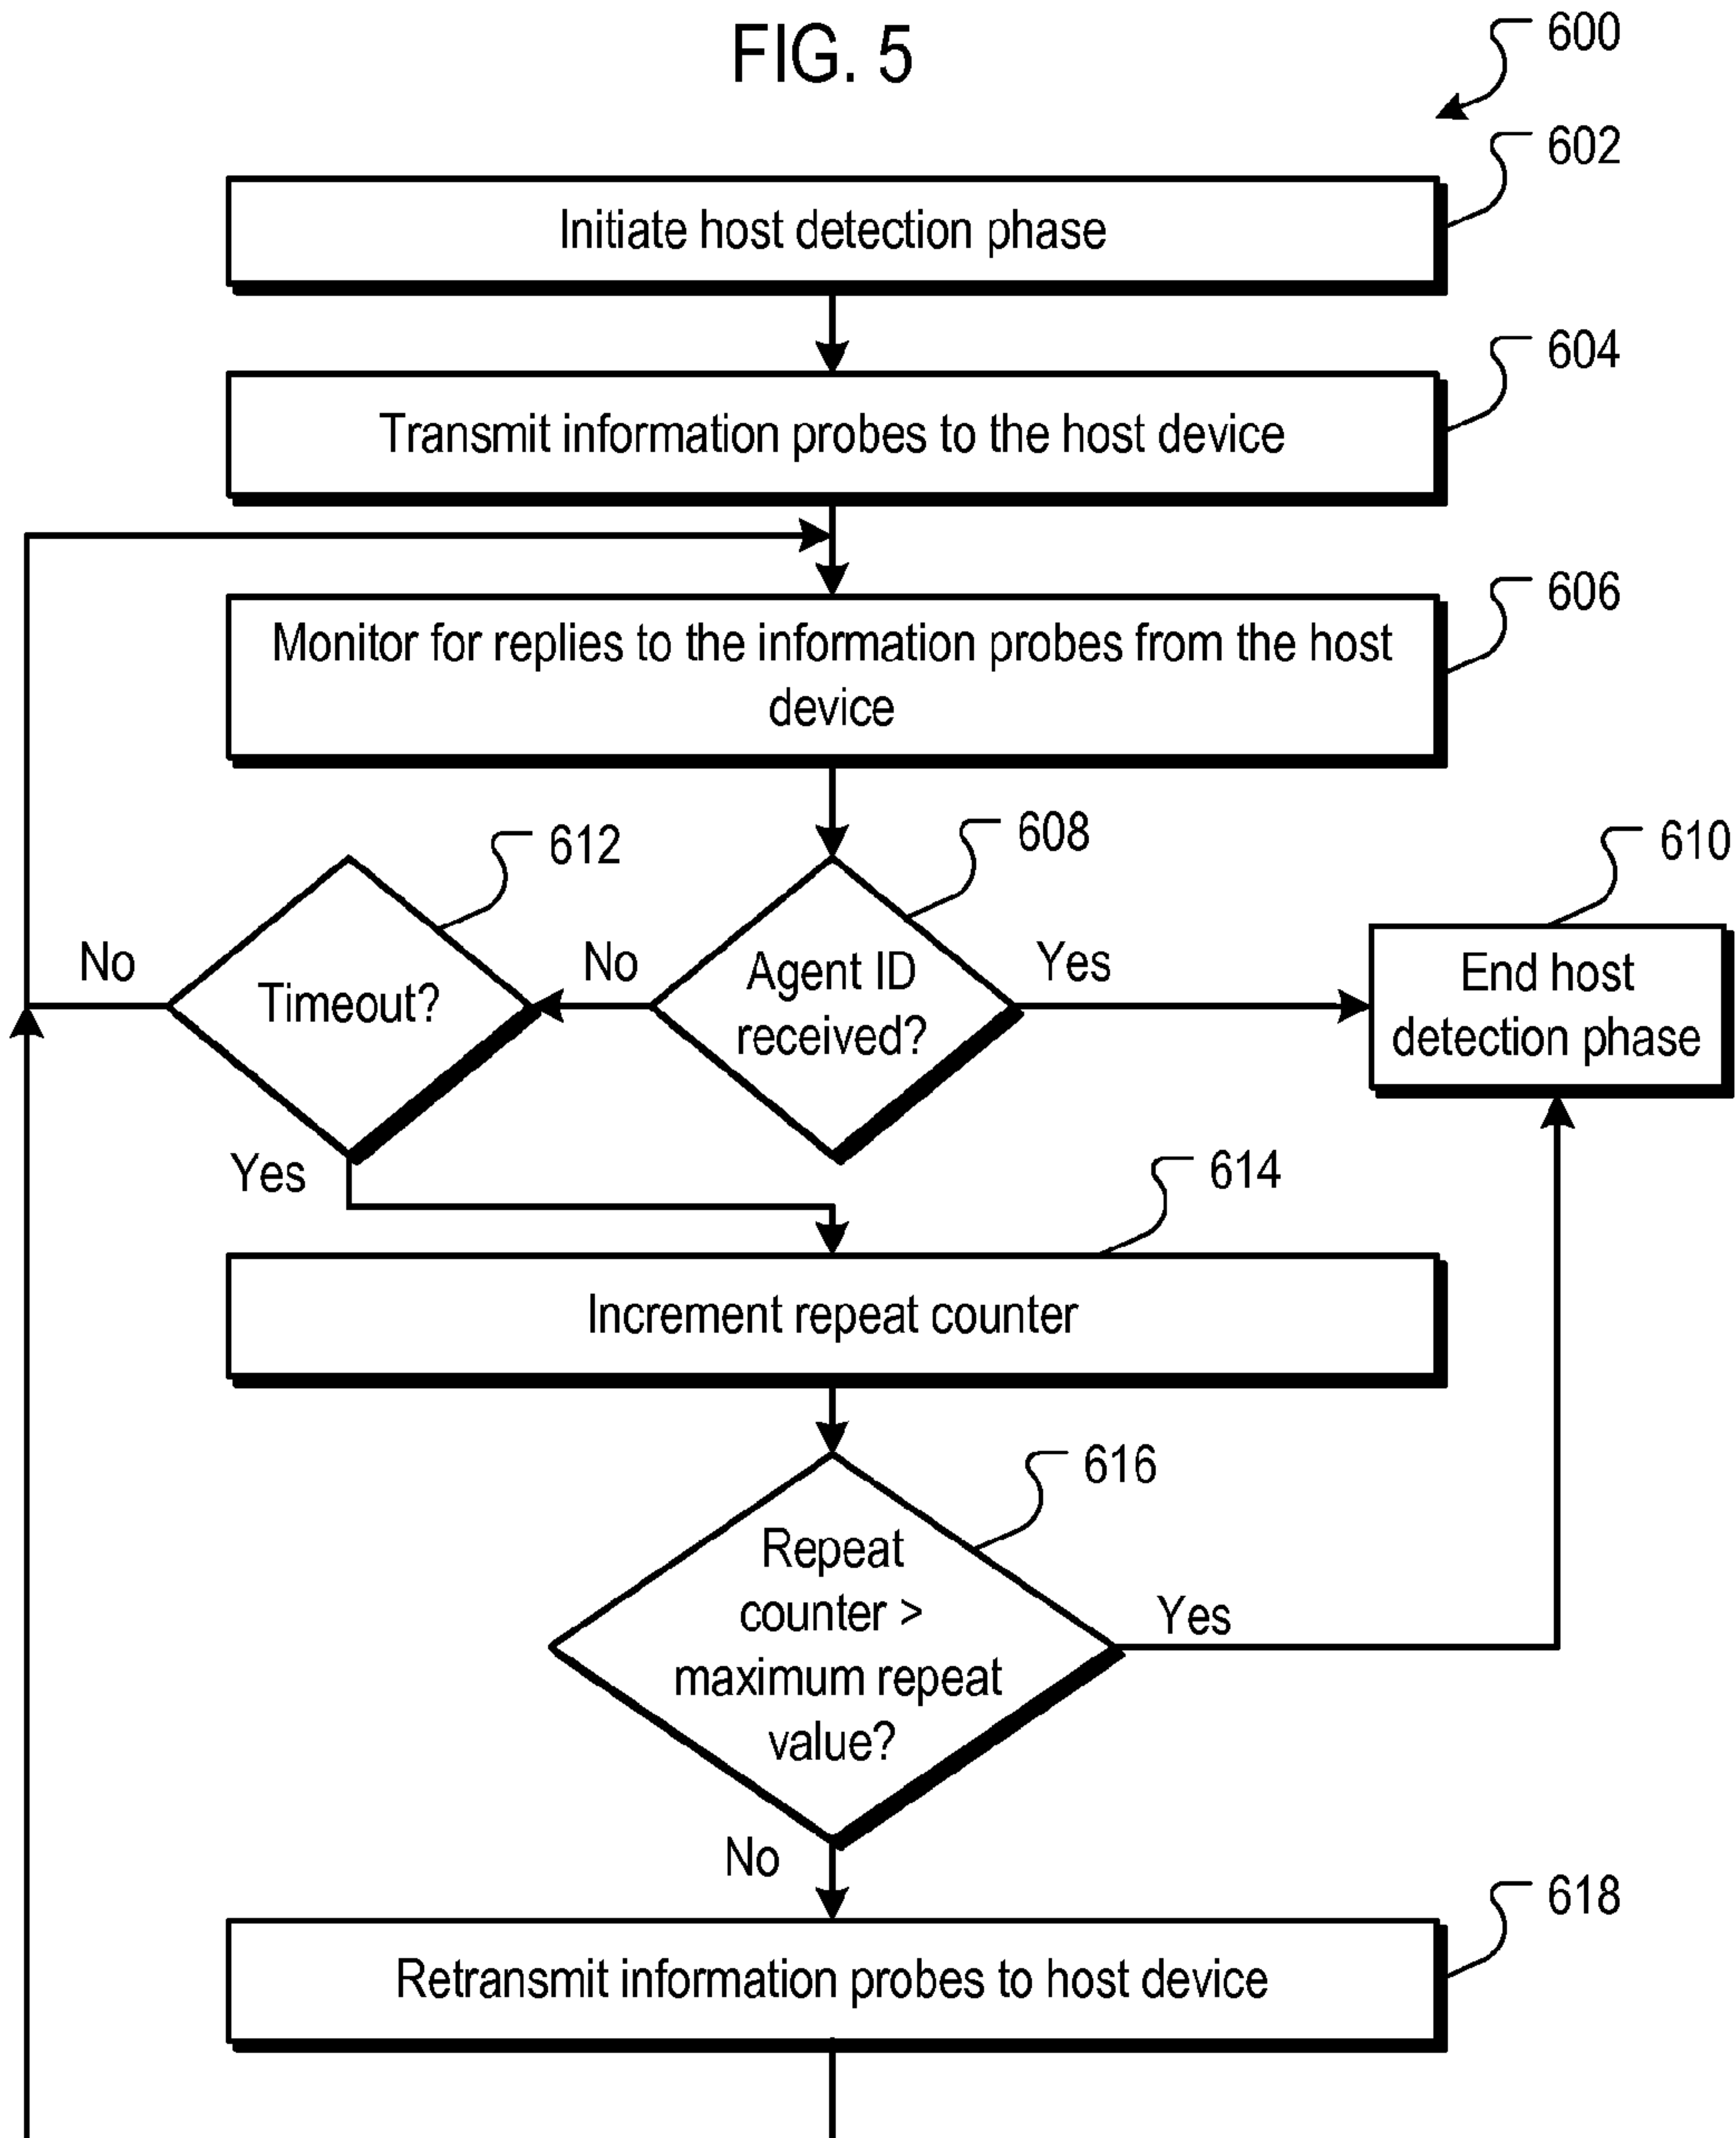 FIG. 5
600
602
Initiate host detection phase
604
Transmit information probes to the host device
606
Monitor for replies to the information probes from the host
device
612
608
610
No
Timeout?
No
Agent ID
received?
Yes
End host
detection phase
Yes
614
Increment repeat counter
616
Repeat
counter >
maximum repeat
value?
Yes
No
618
Retransmit information probes to host device